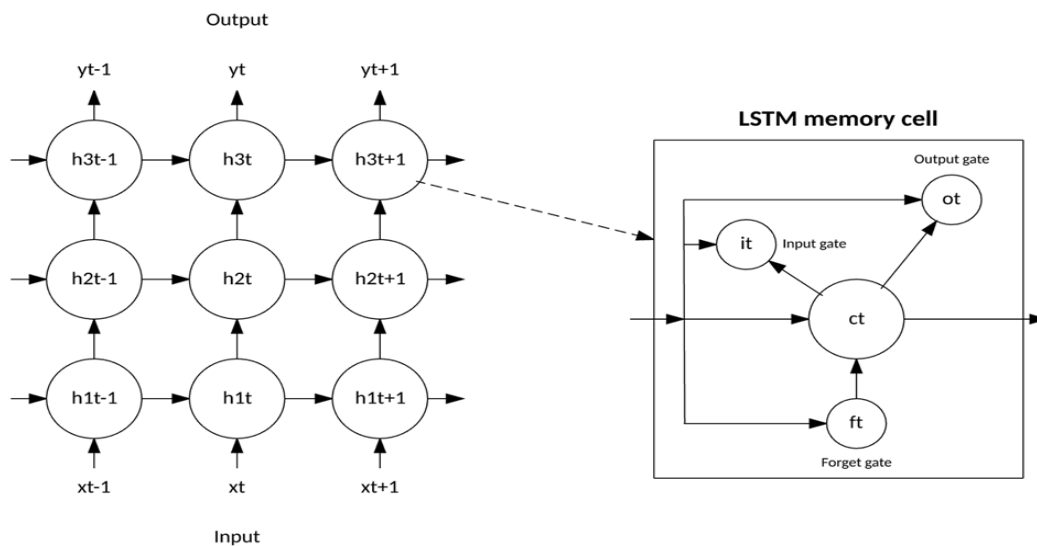 Output
yt-1 yt yt+1
h3t-1 h3t h3t+1
h2t-1 h2t h2t+1
h1t-1 h1t h1t+1
xt-1 xt xt+1
Input
LSTM memory cell
Output gate
ot
it Input gate
ct
ft
Forget gate